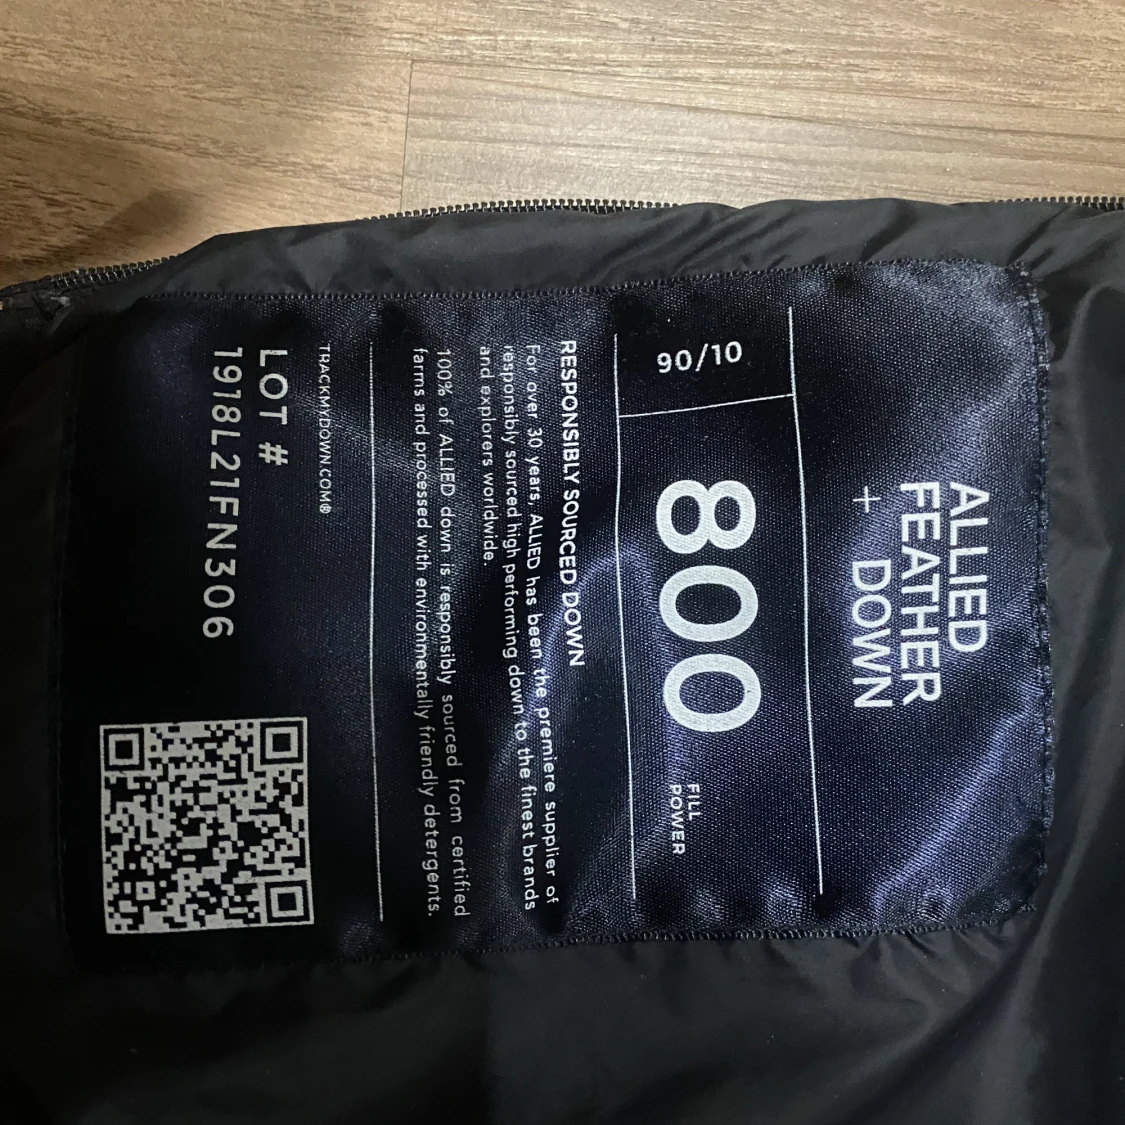 ALLIED
FEATHER
+ DOWN
90/10
800
FILL
POWER
RESPONSIBLY SOURCED DOWN
For over 30 years, ALLIED has been the premiere supplier of
responsibly sourced high performing down to the finest brands
and explorers worldwide.
100% of ALLIED down is responsibly sourced from certified
farms and processed with environmentally friendly detergents.
TRACKMYDOWN.COM®
LOT #
1918L21FN306